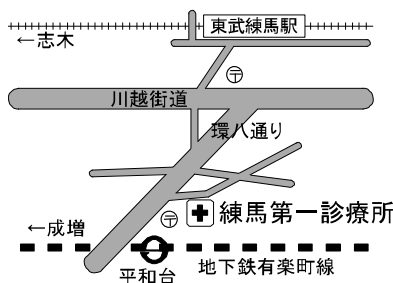 東武練馬駅
←志木
〒
川越街道
環八通り
〒
練馬第一診療所
←成増
平和台
地下鉄有楽町線